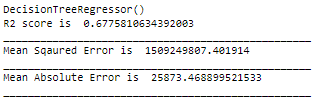 DecisionTreeRegressor()
R2 score is  0.6775810634392003
Mean Sqaured Error is  1509249807.401914
Mean Absolute Error is  25873.468899521533